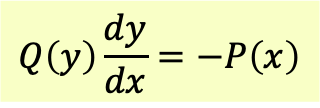 Q(y) dy/dx = −P(x)